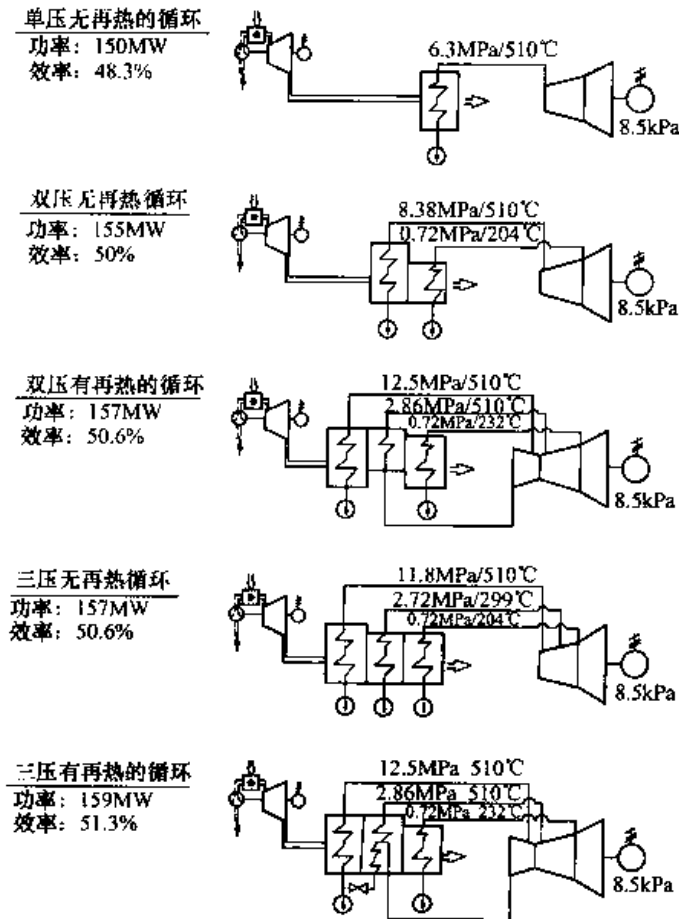 单压无再热的循环
功率：150MW
效率：48.3%
6.3MPa/510℃
8.5kPa
双压无再热循环
功率：155MW
效率：50%
8.38MPa/510℃
0.72MPa/204℃
8.5kPa
双压有再热的循环
功率：157MW
效率：50.6%
12.5MPa/510℃
2.86MPa/510℃
0.72MPa/232℃
8.5kPa
三压无再热循环
功率：157MW
效率：50.6%
11.8MPa/510℃
2.72MPa/299℃
0.72MPa/204℃
8.5kPa
三压有再热的循环
功率：159MW
效率：51.3%
12.5MPa 510℃
2.86MPa 510℃
0.72MPa 232℃
8.5kPa